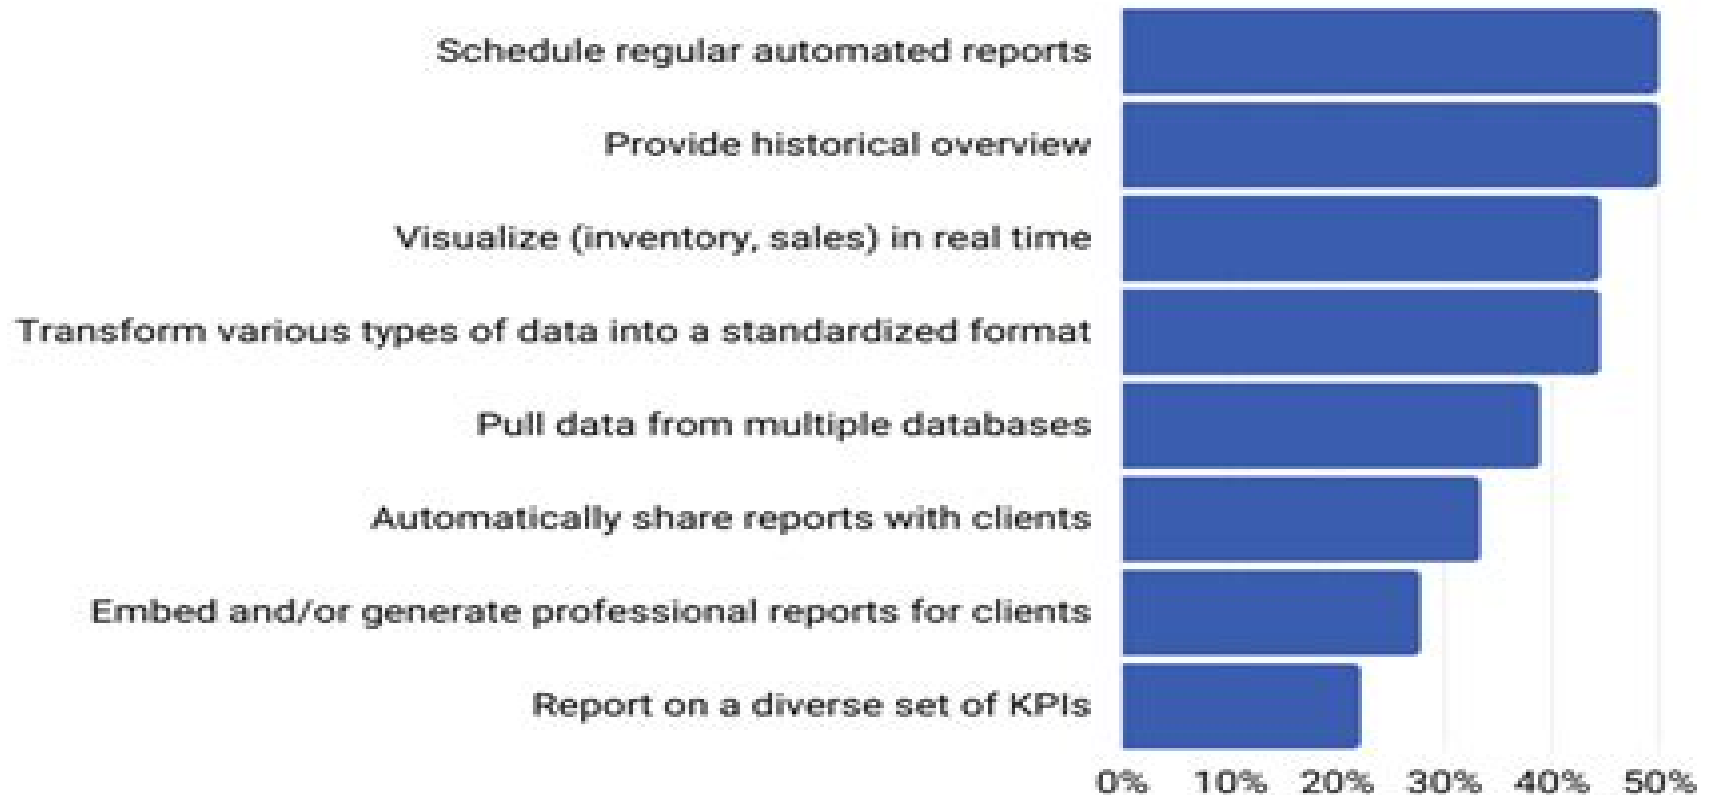 Schedule regular automated reports
Provide historical overview
Visualize (inventory, sales) in real time
Transform various types of data into a standardized format
Pull data from multiple databases
Automatically share reports with clients
Embed and/or generate professional reports for clients
Report on a diverse set of KPIs
0% 10% 20% 30% 40% 50%